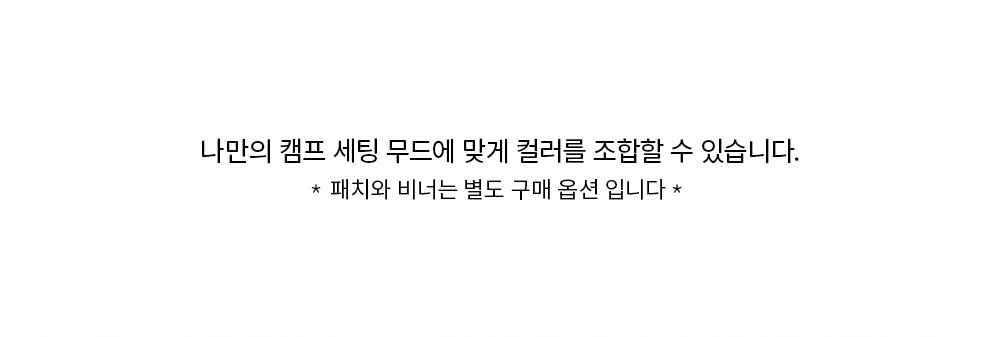 나만의 캠프 세팅 무드에 맞게 컬러를 조합할 수 있습니다.
* 패치와 비너는 별도 구매 옵션 입니다 *